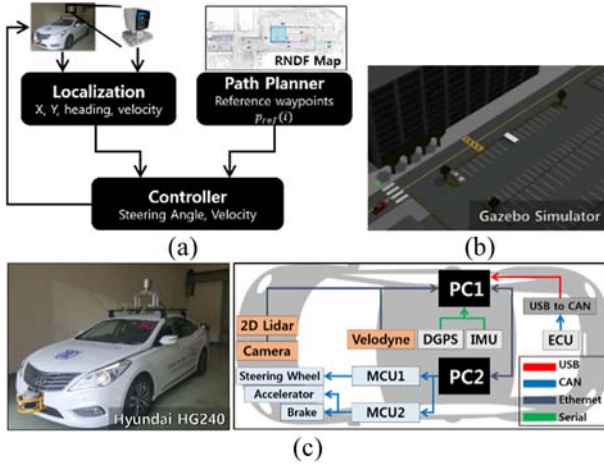 RNDF Map
Localization
X, Y, heading, velocity
Path Planner
Reference waypoints
p_ref(i)
Controller
Steering Angle, Velocity
(a)
Gazebo Simulator
(b)
Hyundai HG240
PC1
USB to CAN
2D Lidar
Camera
Velodyne
DGPS
IMU
ECU
Steering Wheel
Accelerator
Brake
MCU1
MCU2
PC2
USB
CAN
Ethernet
Serial
(c)